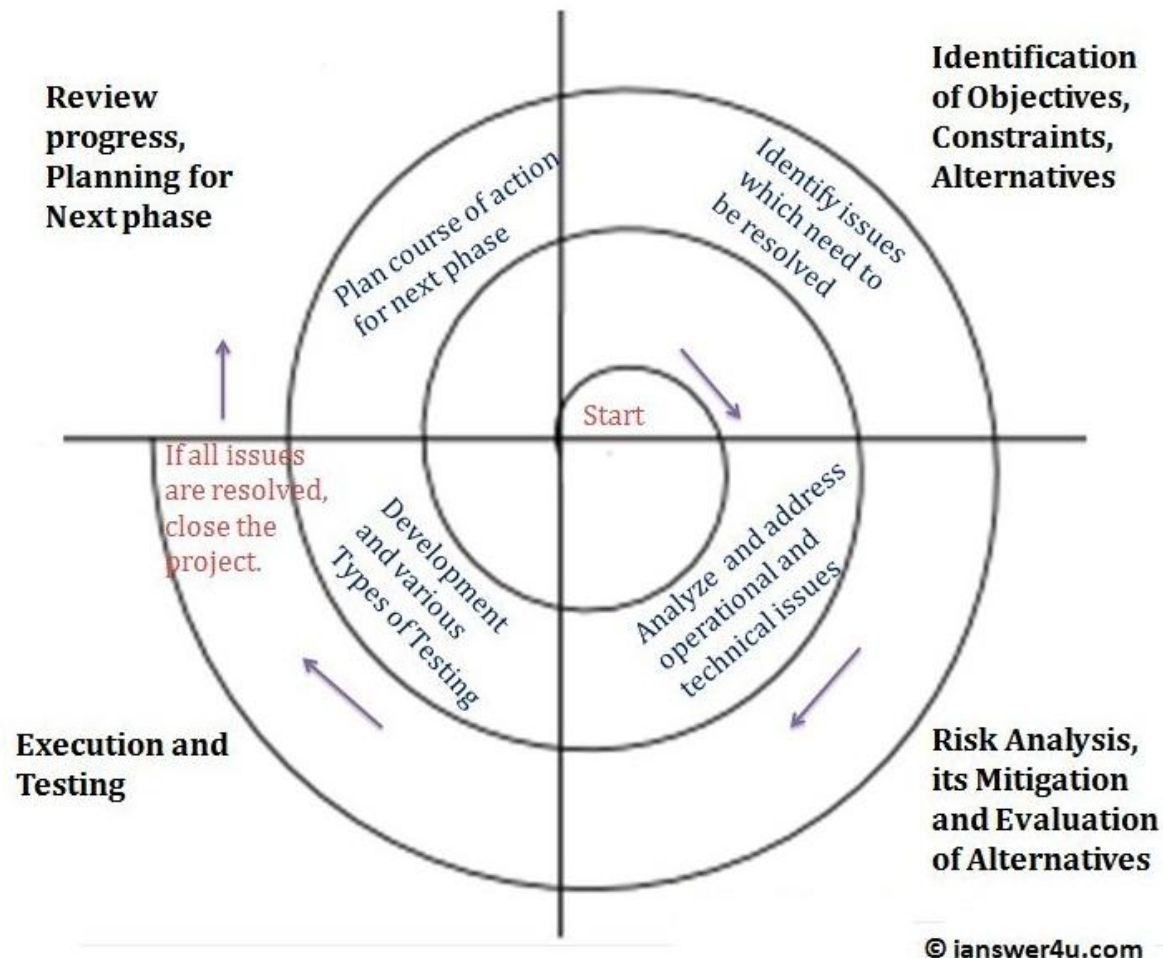 Review
progress,
Planning for
Next phase
Identification
of Objectives,
Constraints,
Alternatives
Plan course of action
for next phase
Identify issues
which need to
be resolved
Start
If all issues
are resolved,
close the
project.
Development
and various
Types of Testing
Analyze and address
operational and
technical issues
Execution and
Testing
Risk Analysis,
its Mitigation
and Evaluation
of Alternatives
© ianswer4u.com